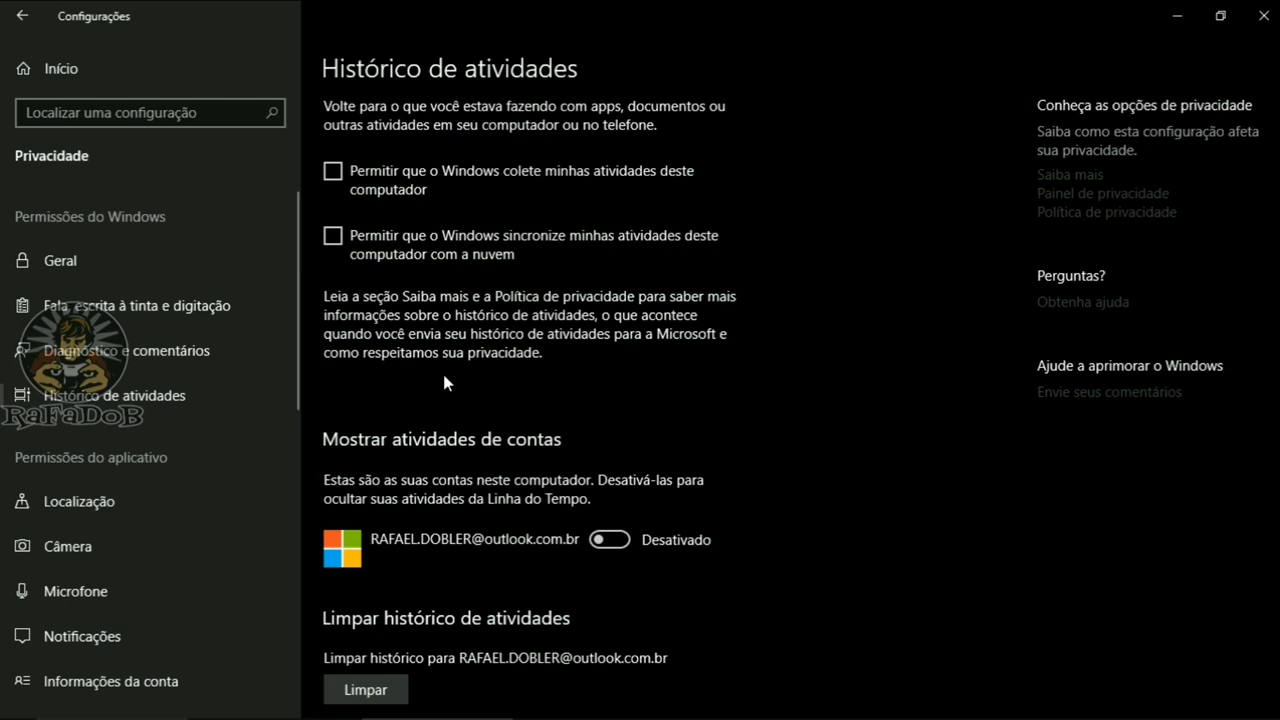 Configurações
Início
Localizar uma configuração
Privacidade
Permissões do Windows
Geral
Fala, escrita à tinta e digitação
Diagnóstico e comentários
Histórico de atividades
RaFaDoB
Permissões do aplicativo
Localização
Câmera
Microfone
Notificações
Informações da conta
Histórico de atividades
Volte para o que você estava fazendo com apps, documentos ou
outras atividades em seu computador ou no telefone.
Permitir que o Windows colete minhas atividades deste
computador
Permitir que o Windows sincronize minhas atividades deste
computador com a nuvem
Leia a seção Saiba mais e a Política de privacidade para saber mais
informações sobre o histórico de atividades, o que acontece
quando você envia seu histórico de atividades para a Microsoft e
como respeitamos sua privacidade.
Mostrar atividades de contas
Estas são as suas contas neste computador. Desativá-las para
ocultar suas atividades da Linha do Tempo.
RAFAEL.DOBLER@outlook.com.br
Desativado
Limpar histórico de atividades
Limpar histórico para RAFAEL.DOBLER@outlook.com.br
Limpar
Conheça as opções de privacidade
Saiba como esta configuração afeta
sua privacidade.
Saiba mais
Painel de privacidade
Política de privacidade
Perguntas?
Obtenha ajuda
Ajude a aprimorar o Windows
Envie seus comentários